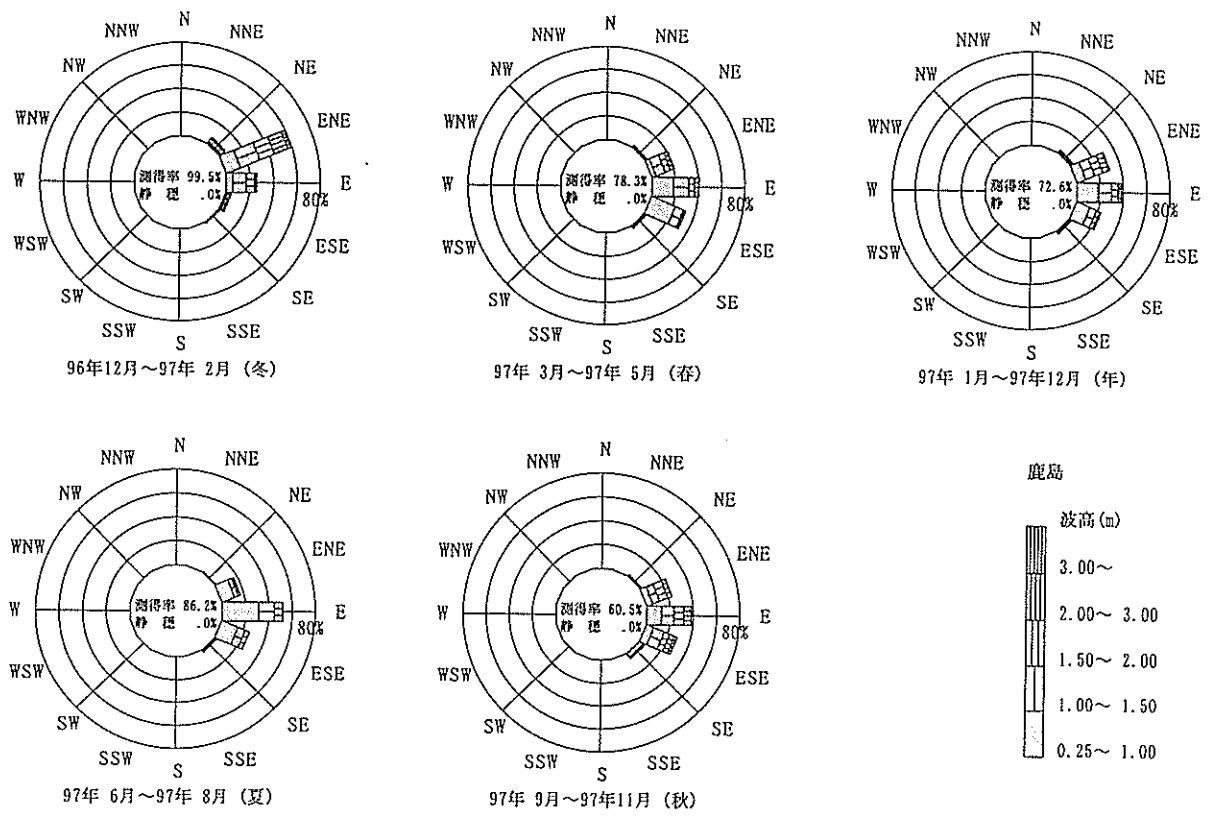 N
NNW
NNE
NW
NE
WNW
ENE
W
測得率 99.5%
静 穏 .0%
80%
E
WSW
ESE
SW
SE
SSW
SSE
S
96年12月～97年 2月 (冬)
N
NNW
NNE
NW
NE
WNW
ENE
W
測得率 78.3%
静 穏 .0%
80%
E
WSW
ESE
SW
SE
SSW
SSE
S
97年 3月～97年 5月 (春)
N
NNW
NNE
NW
NE
WNW
ENE
W
測得率 72.6%
静 穏 .0%
80%
E
WSW
ESE
SW
SE
SSW
SSE
S
97年 1月～97年12月 (年)
N
NNW
NNE
NW
NE
WNW
ENE
W
測得率 86.2%
静 穏 .0%
80%
E
WSW
ESE
SW
SE
SSW
SSE
S
97年 6月～97年 8月 (夏)
N
NNW
NNE
NW
NE
WNW
ENE
W
測得率 60.5%
静 穏 .0%
80%
E
WSW
ESE
SW
SE
SSW
SSE
S
97年 9月～97年11月 (秋)
鹿島
波高(m)
3.00～
2.00～ 3.00
1.50～ 2.00
1.00～ 1.50
0.25～ 1.00